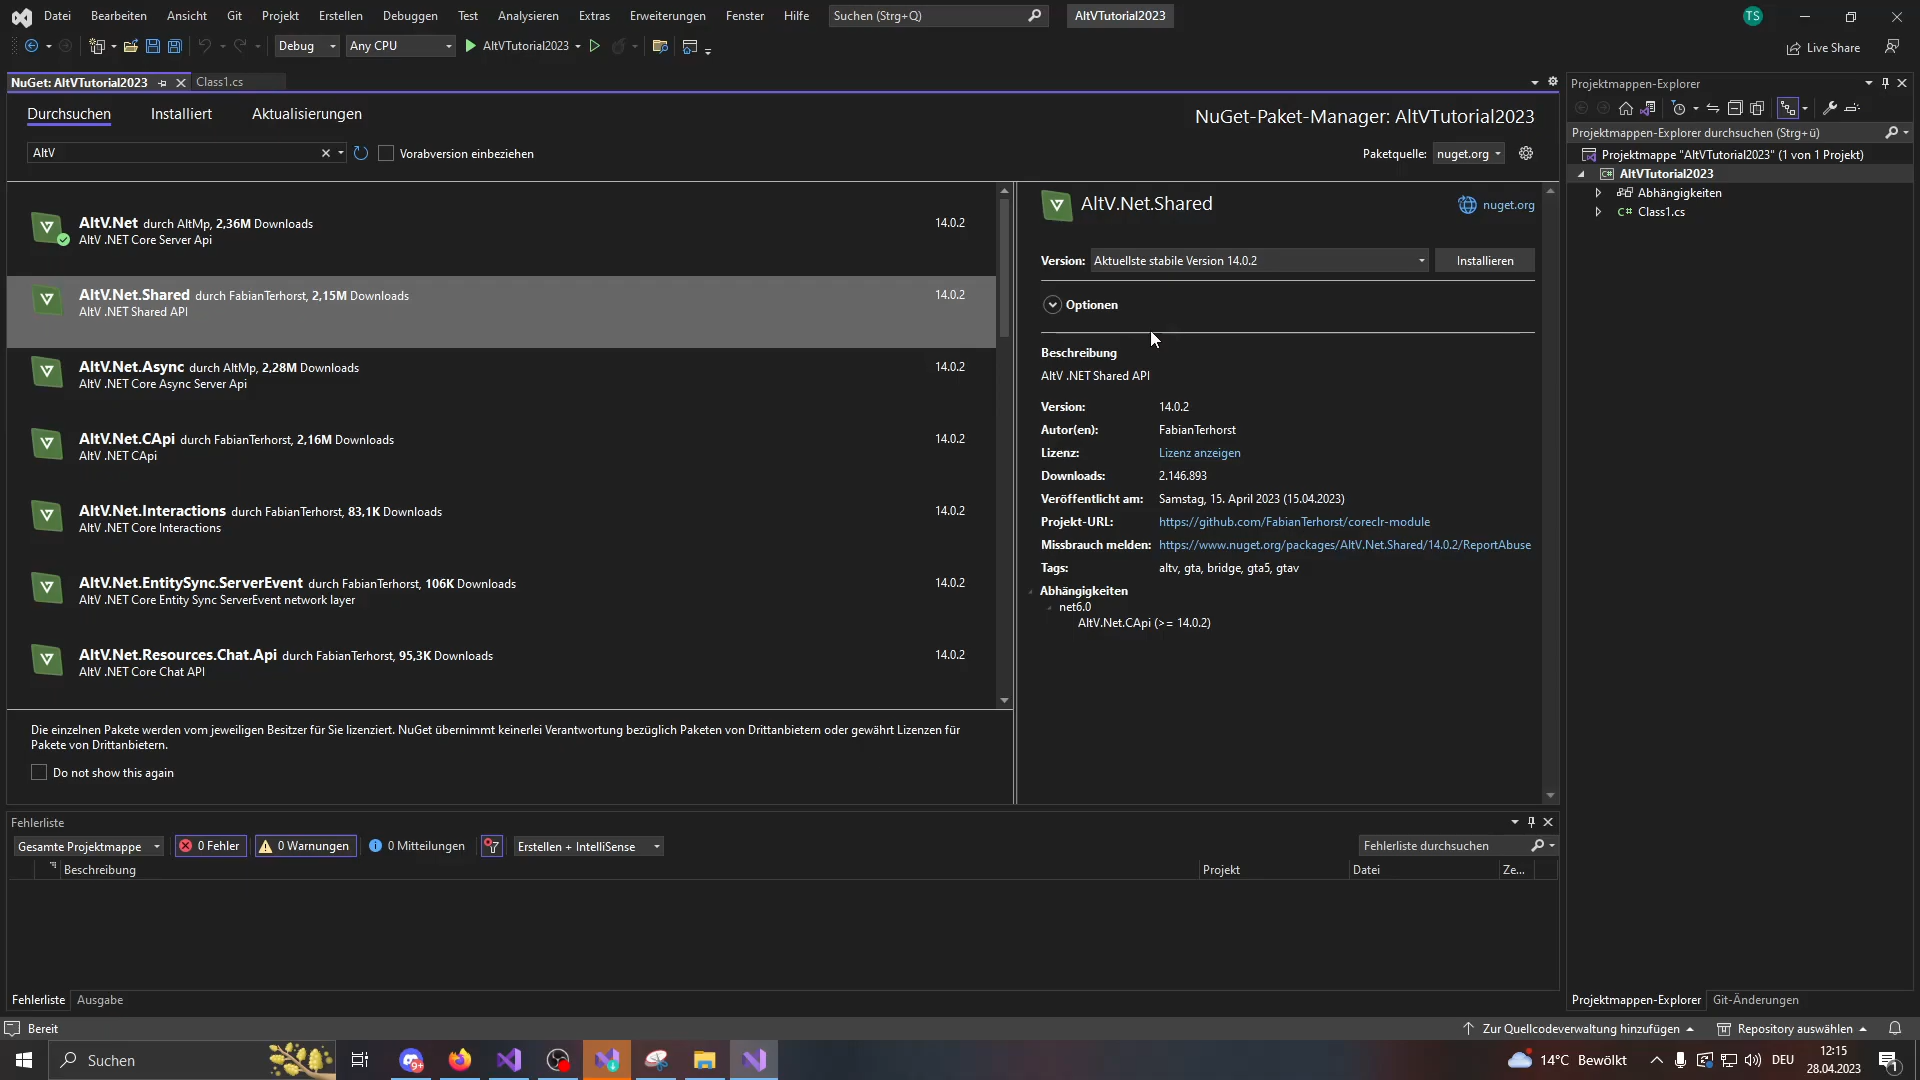 Datei Bearbeiten Ansicht Git Projekt Erstellen Debuggen Test Analysieren Extras Erweiterungen Fenster Hilfe Suchen (Strg+Q) AltVTutorial2023 TS
Debug Any CPU AltVTutorial2023 Live Share
NuGet: AltVTutorial2023 Class1.cs
Durchsuchen Installiert Aktualisierungen
NuGet-Paket-Manager: AltVTutorial2023
AltV Vorabversion einbeziehen
Paketquelle: nuget.org
AltV.Net durch AltMp, 2,36M Downloads 14.0.2
AltV .NET Core Server Api
AltV.Net.Shared durch FabianTerhorst, 2,15M Downloads 14.0.2
AltV .NET Shared API
AltV.Net.Async durch AltMp, 2,28M Downloads 14.0.2
AltV .NET Core Async Server Api
AltV.Net.CApi durch FabianTerhorst, 2,16M Downloads 14.0.2
AltV .NET CApi
AltV.Net.Interactions durch FabianTerhorst, 83,1K Downloads 14.0.2
AltV .NET Core Interactions
AltV.Net.EntitySync.ServerEvent durch FabianTerhorst, 106K Downloads 14.0.2
AltV .NET Core Entity Sync ServerEvent network layer
AltV.Net.Resources.Chat.Api durch FabianTerhorst, 95,3K Downloads 14.0.2
AltV .NET Core Chat API
Die einzelnen Pakete werden vom jeweiligen Besitzer für Sie lizenziert. NuGet übernimmt keinerlei Verantwortung bezüglich Paketen von Drittanbietern oder gewährt Lizenzen für
Pakete von Drittanbietern.
Do not show this again
AltV.Net.Shared nuget.org
Version: Aktuellste stabile Version 14.0.2 Installieren
Optionen
Beschreibung
AltV .NET Shared API
Version: 14.0.2
Autor(en): FabianTerhorst
Lizenz: Lizenz anzeigen
Downloads: 2.146.893
Veröffentlicht am: Samstag, 15. April 2023 (15.04.2023)
Projekt-URL: https://github.com/FabianTerhorst/coreclr-module
Missbrauch melden: https://www.nuget.org/packages/AltV.Net.Shared/14.0.2/ReportAbuse
Tags: altv, gta, bridge, gta5, gtav
Abhängigkeiten
net6.0
AltV.Net.CApi (>= 14.0.2)
Projektmappen-Explorer
Projektmappen-Explorer durchsuchen (Strg+ü)
Projektmappe "AltVTutorial2023" (1 von 1 Projekt)
C# AltVTutorial2023
Abhängigkeiten
C# Class1.cs
Fehlerliste
Gesamte Projektmappe 0 Fehler 0 Warnungen 0 Mitteilungen Erstellen + IntelliSense Fehlerliste durchsuchen
Beschreibung Projekt Datei Ze...
Fehlerliste Ausgabe
Projektmappen-Explorer Git-Änderungen
Bereit Zur Quellcodeverwaltung hinzufügen Repository auswählen
Suchen 9+ 14°C Bewölkt DEU 12:15
28.04.2023 1